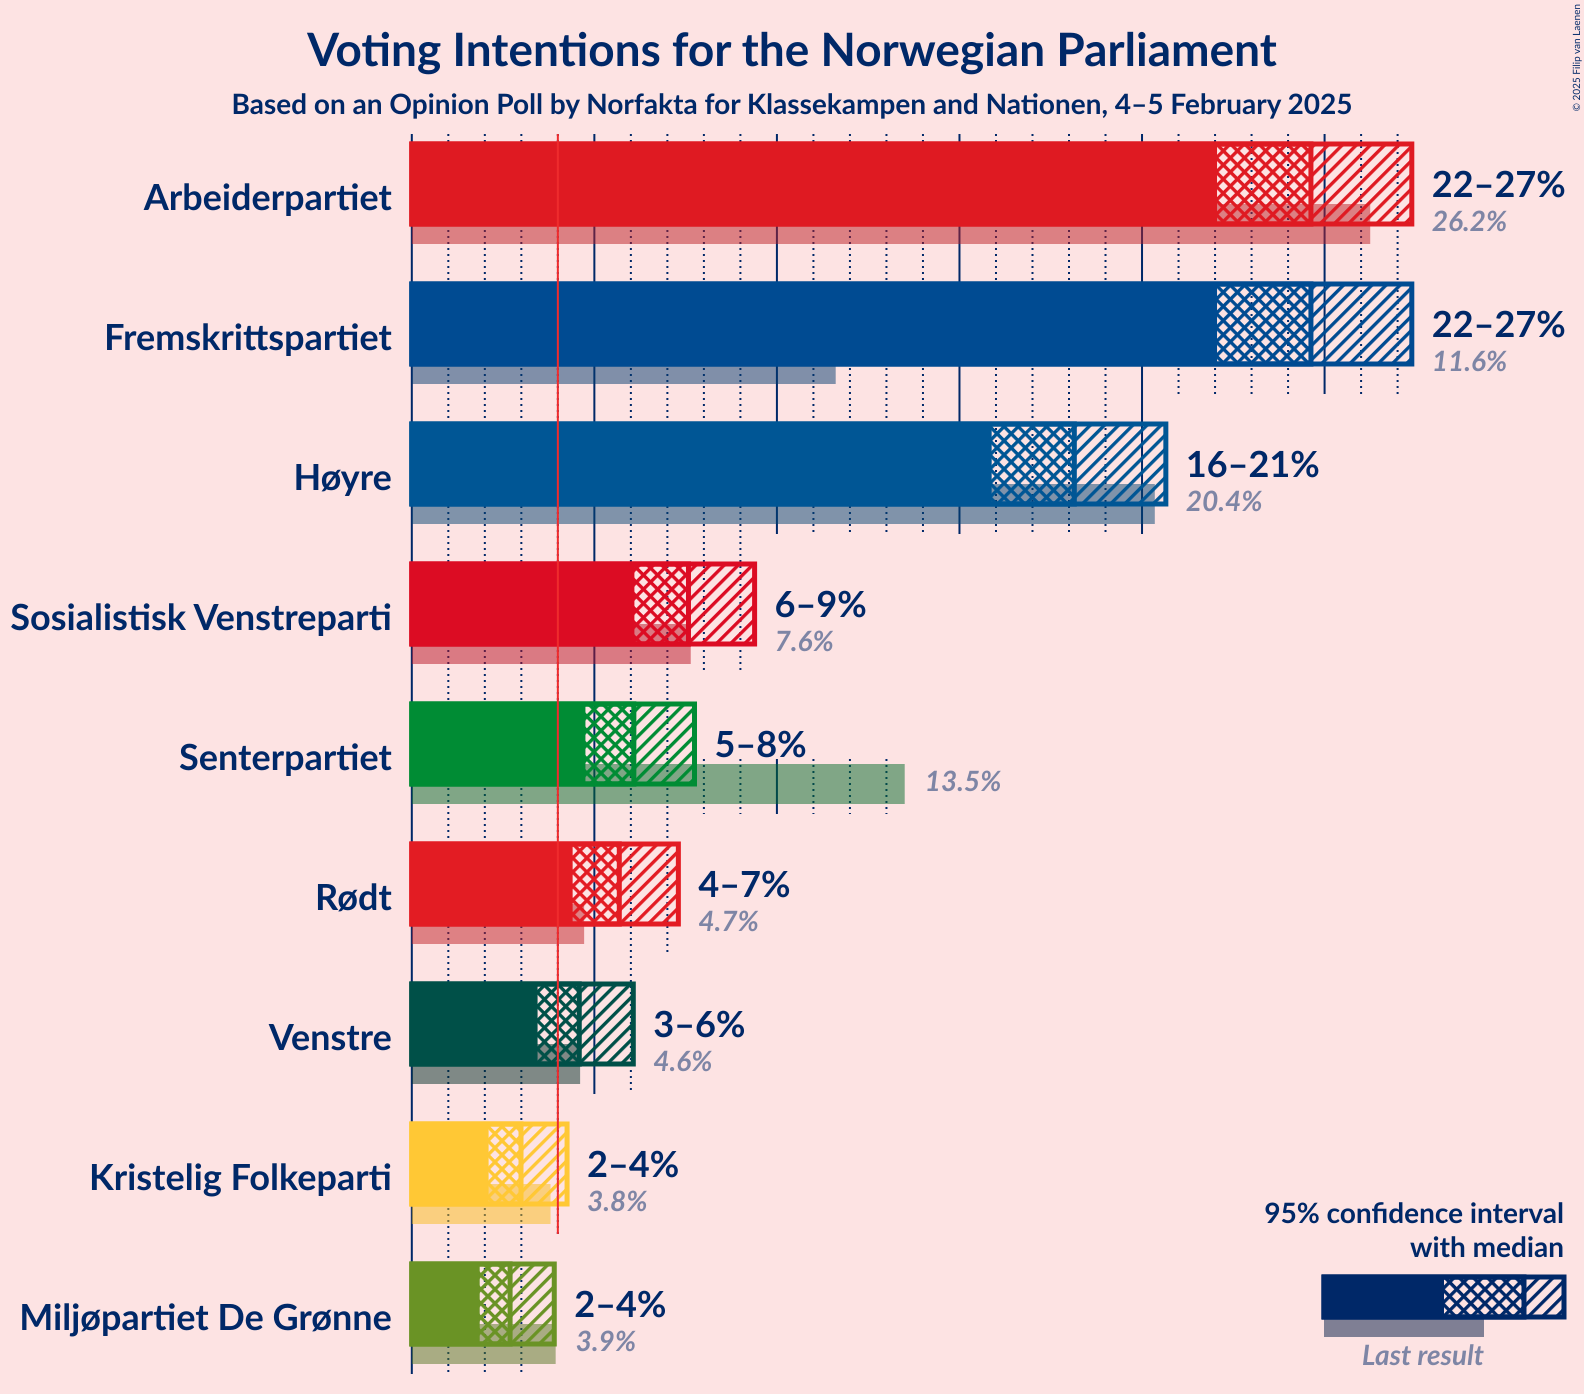 Voting Intentions for the Norwegian Parliament
Based on an Opinion Poll by Norfakta for Klassekampen and Nationen, 4–5 February 2025
© 2025 Filip van Laenen
Arbeiderpartiet
22–27%
26.2%
Fremskrittspartiet
22–27%
11.6%
Høyre
16–21%
20.4%
Sosialistisk Venstreparti
6–9%
7.6%
Senterpartiet
5–8%
13.5%
Rødt
4–7%
4.7%
Venstre
3–6%
4.6%
Kristelig Folkeparti
2–4%
3.8%
Miljøpartiet De Grønne
2–4%
3.9%
95% confidence interval
with median
Last result